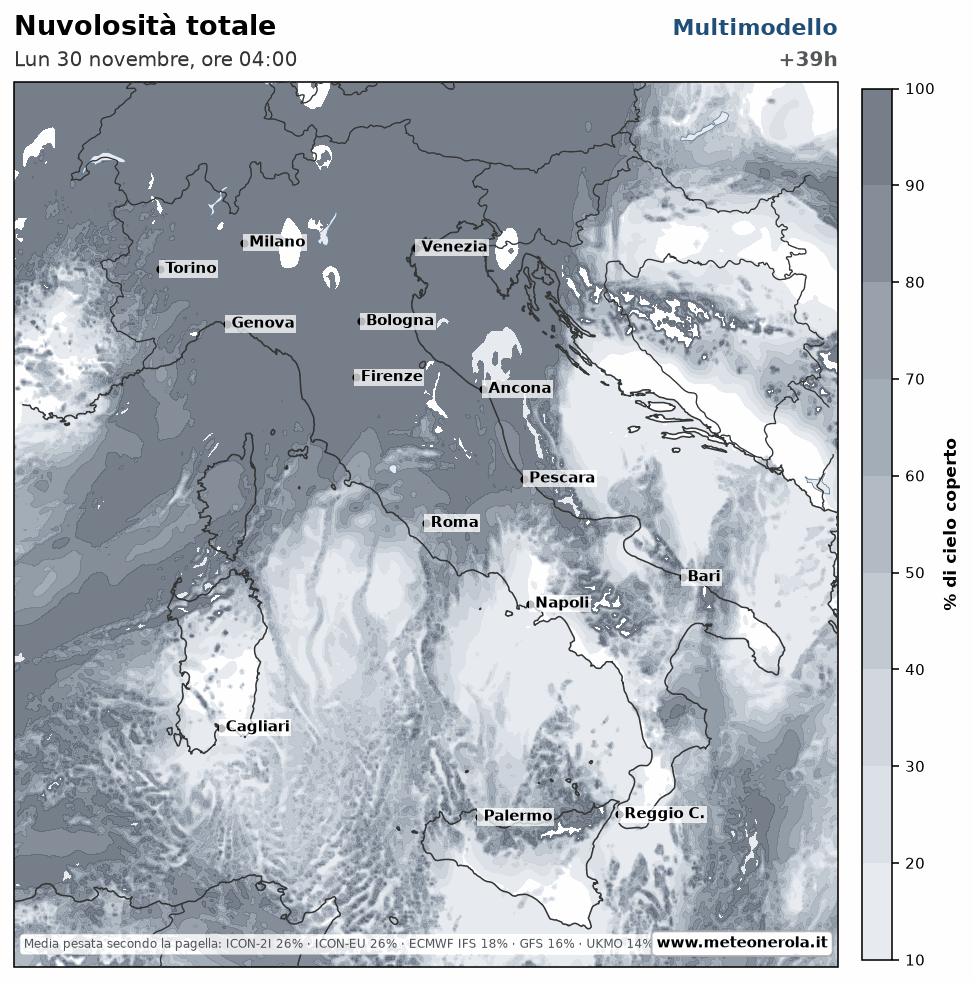 Nuvolosità totale
Multimodello
Lun 30 novembre, ore 04:00
+39h
100
90
80
70
60
50
40
30
20
10
% di cielo coperto
Milano
Venezia
Torino
Genova
Bologna
Firenze
Ancona
Pescara
Roma
Bari
Napoli
Cagliari
Palermo
Reggio C.
Media pesata secondo la pagella: ICON-2I 26% · ICON-EU 26% · ECMWF IFS 18% · GFS 16% · UKMO 14%
www.meteonerola.it